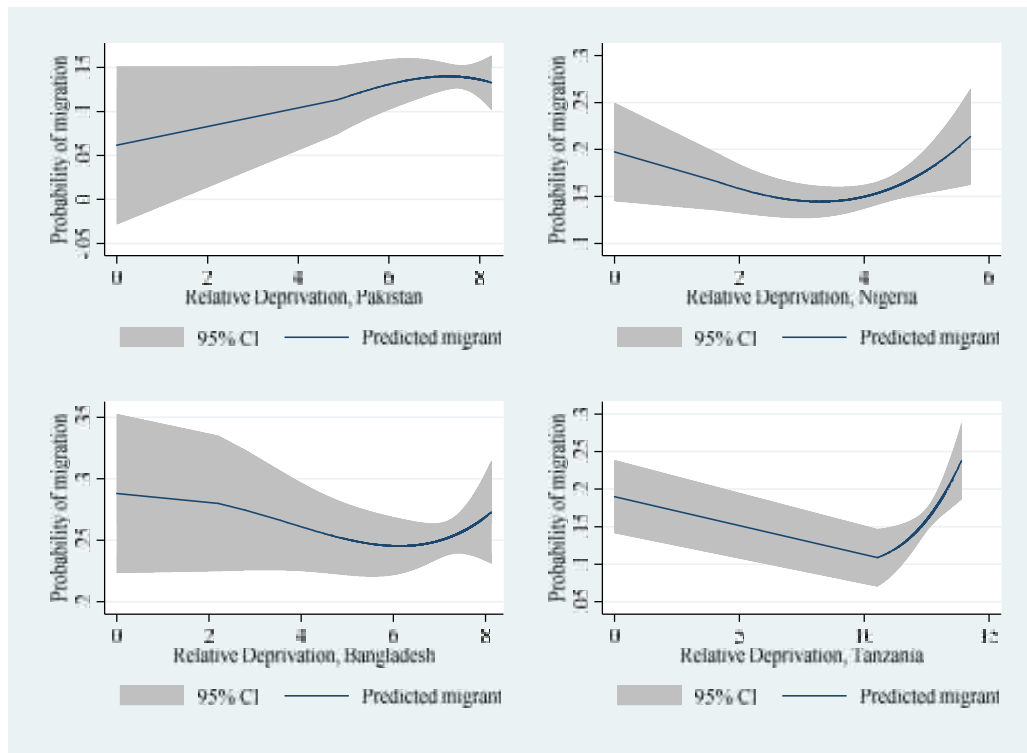 Probability of migration
.15
.1
.05
0
-.05
0 2 4 6 8
Relative Deprivation, Pakistan
95% CI Predicted migrant
Probability of migration
.3
.25
.2
.15
.1
0 2 4 6
Relative Deprivation, Nigeria
95% CI Predicted migrant
Probability of migration
.35
.3
.25
.2
0 2 4 6 8
Relative Deprivation, Bangladesh
95% CI Predicted migrant
Probability of migration
.3
.25
.2
.15
.1
.05
0 5 10 15
Relative Deprivation, Tanzania
95% CI Predicted migrant